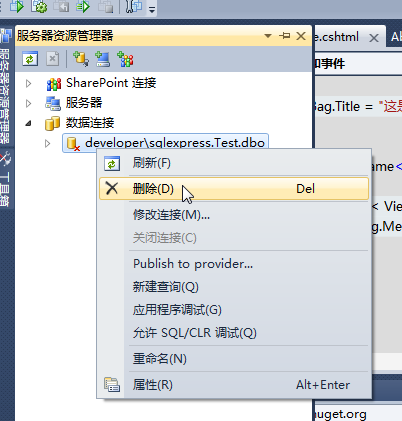 服务器资源管理器
e.cshtml
Ab
服务器资源管理器
工具箱
SharePoint 连接
服务器
数据连接
developer\sqlexpress.Test.dbo
和事件
Bag.Title = "这是
name<
< Vie
g.Me
刷新(F)
删除(D) Del
修改连接(M)...
关闭连接(C)
Publish to provider...
新建查询(Q)
应用程序调试(G)
允许 SQL/CLR 调试(Q)
重命名(N)
属性(R) Alt+Enter
nuget.org